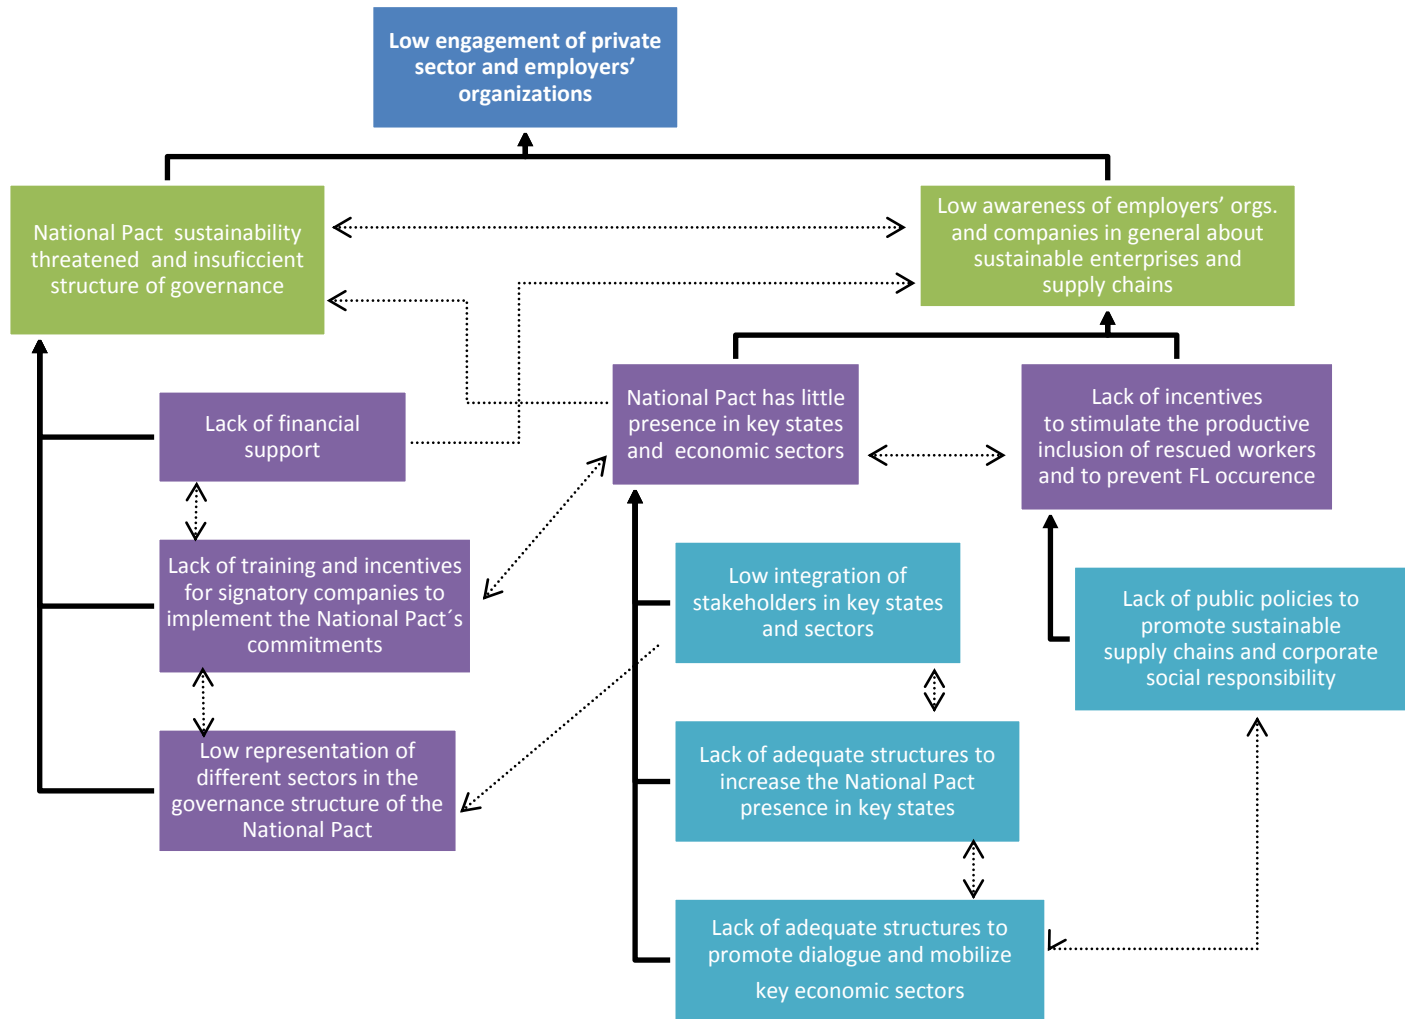 Low engagement of private
sector and employers’
organizations
National Pact sustainability
threatened and insuficcient
structure of governance
Low awareness of employers’ orgs.
and companies in general about
sustainable enterprises and
supply chains
Lack of financial
support
National Pact has little
presence in key states
and economic sectors
Lack of incentives
to stimulate the productive
inclusion of rescued workers
and to prevent FL occurence
Lack of training and incentives
for signatory companies to
implement the National Pact´s
commitments
Low integration of
stakeholders in key states
and sectors
Lack of public policies to
promote sustainable
supply chains and corporate
social responsibility
Low representation of
different sectors in the
governance structure of the
National Pact
Lack of adequate structures to
increase the National Pact
presence in key states
Lack of adequate structures to
promote dialogue and mobilize
key economic sectors